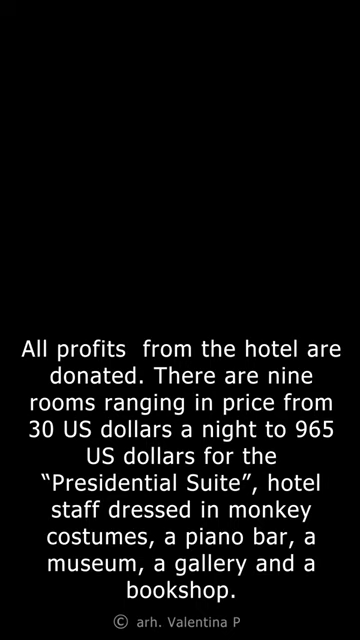 All profits  from the hotel are
donated. There are nine
rooms ranging in price from
30 US dollars a night to 965
US dollars for the
“Presidential Suite”, hotel
staff dressed in monkey
costumes, a piano bar, a
museum, a gallery and a
bookshop.
© arh. Valentina P